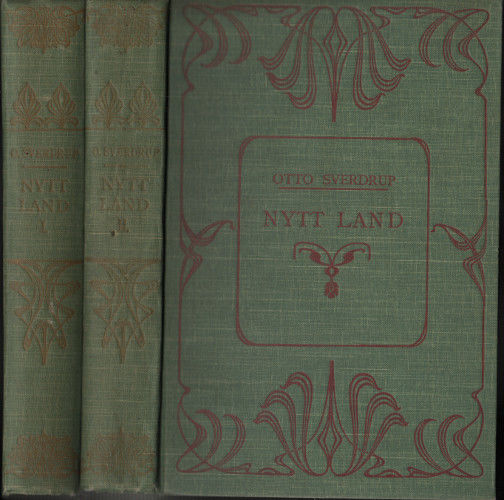 O. SVERDRUP
NYTT
LAND
I.
O. SVERDRUP
NYTT
LAND
II.
OTTO SVERDRUP
NYTT LAND